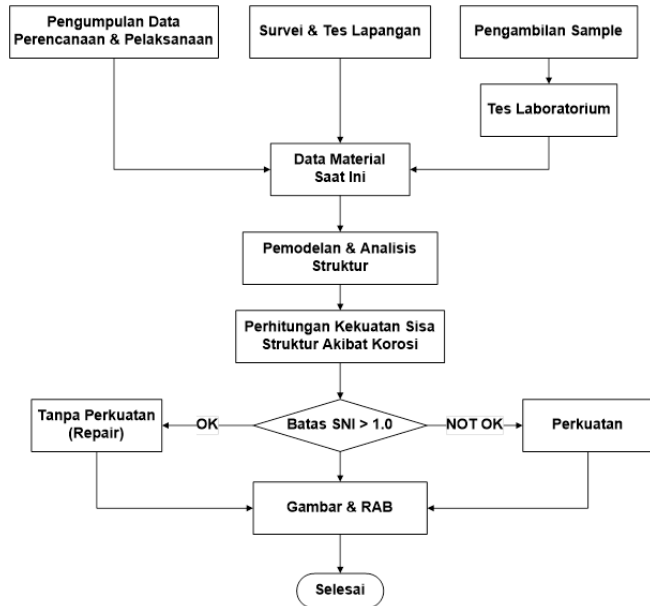 Pengumpulan Data
Perencanaan & Pelaksanaan
Survei & Tes Lapangan
Pengambilan Sample
Tes Laboratorium
Data Material
Saat Ini
Pemodelan & Analisis
Struktur
Perhitungan Kekuatan Sisa
Struktur Akibat Korosi
Tanpa Perkuatan
(Repair)
OK
Batas SNI > 1.0
NOT OK
Perkuatan
Gambar & RAB
Selesai